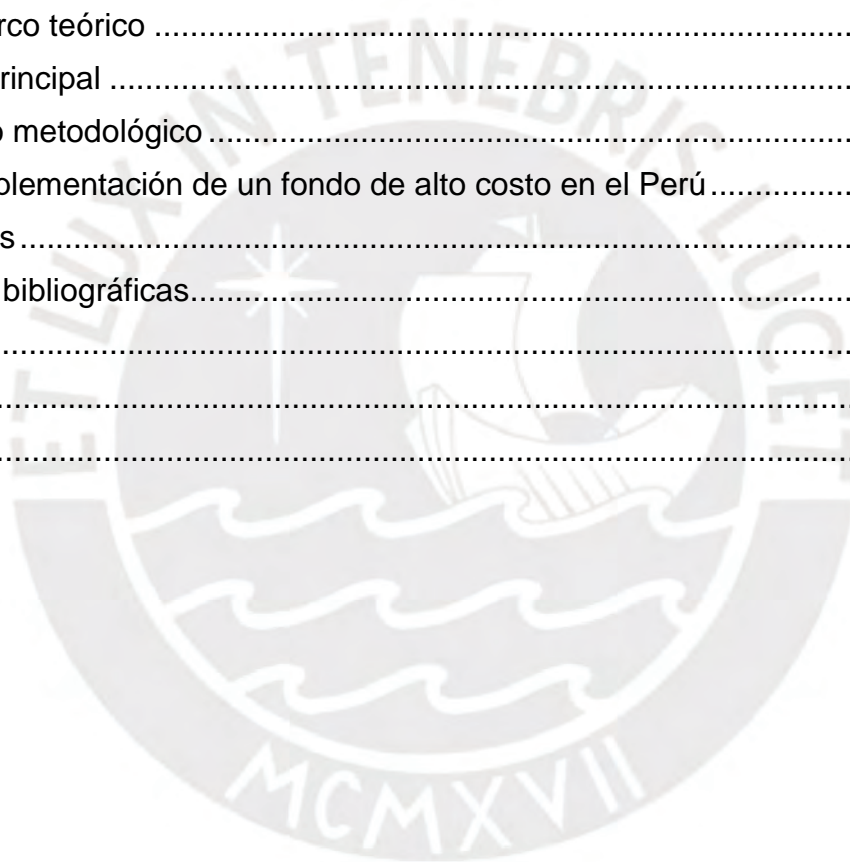 rco teórico ..........................................................................................
rincipal ...............................................................................................
o metodológico ....................................................................................
plementación de un fondo de alto costo en el Perú ...............
s ...........................................................................................................
bibliográficas.......................................................................................
..............................................................................................................
..............................................................................................................
..............................................................................................................
ET LUX IN TENEBRIS LUCET
MCMXVII